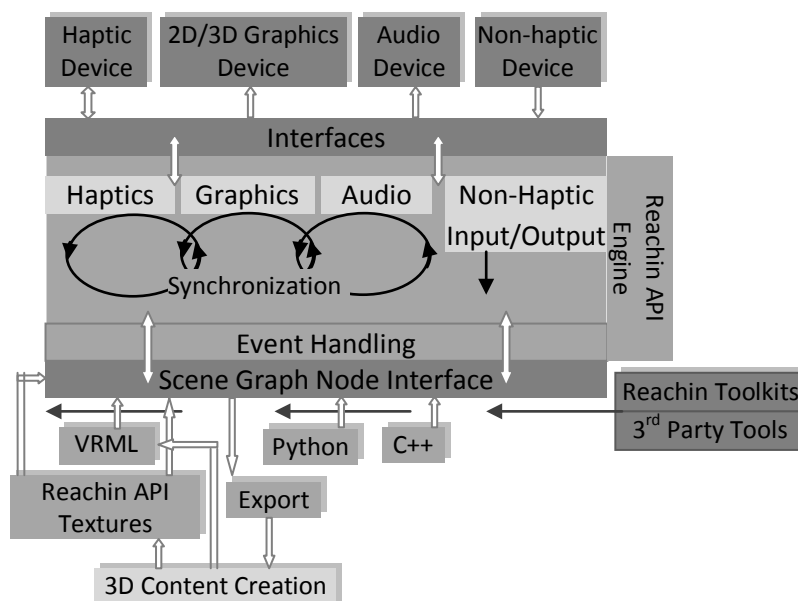 Haptic
Device
2D/3D Graphics
Device
Audio
Device
Non-haptic
Device
Interfaces
Haptics
Graphics
Audio
Non-Haptic
Input/Output
Synchronization
Reachin API
Engine
Event Handling
Scene Graph Node Interface
Reachin Toolkits
3rd Party Tools
VRML
Python
C++
Reachin API
Textures
Export
3D Content Creation